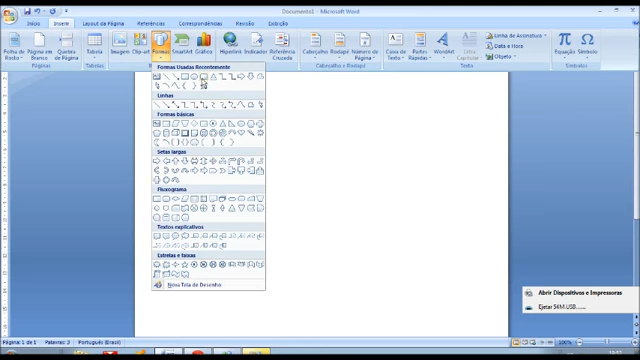 Documento1 - Microsoft Word
Início Inserir Layout da Página Referências Correspondências Revisão Exibição
Folha de Rosto
Página em Branco
Quebra de Página
Tabela
Imagem
Clip-art
Formas
SmartArt
Gráfico
Hiperlink
Indicador
Referência Cruzada
Cabeçalho
Rodapé
Número de Página
Caixa de Texto
Partes Rápidas
WordArt
Letra Capitular
Linha de Assinatura
Data e Hora
Objeto
Equação
Símbolo
Páginas
Tabelas
Cabeçalho e Rodapé
Texto
Símbolos
Formas Usadas Recentemente
Linhas
Formas básicas
Setas largas
Fluxograma
Textos explicativos
Estrelas e faixas
Nova Tela de Desenho
Abrir Dispositivos e Impressoras
Página: 1 de 1 Palavras: 3 Português (Brasil)
100%